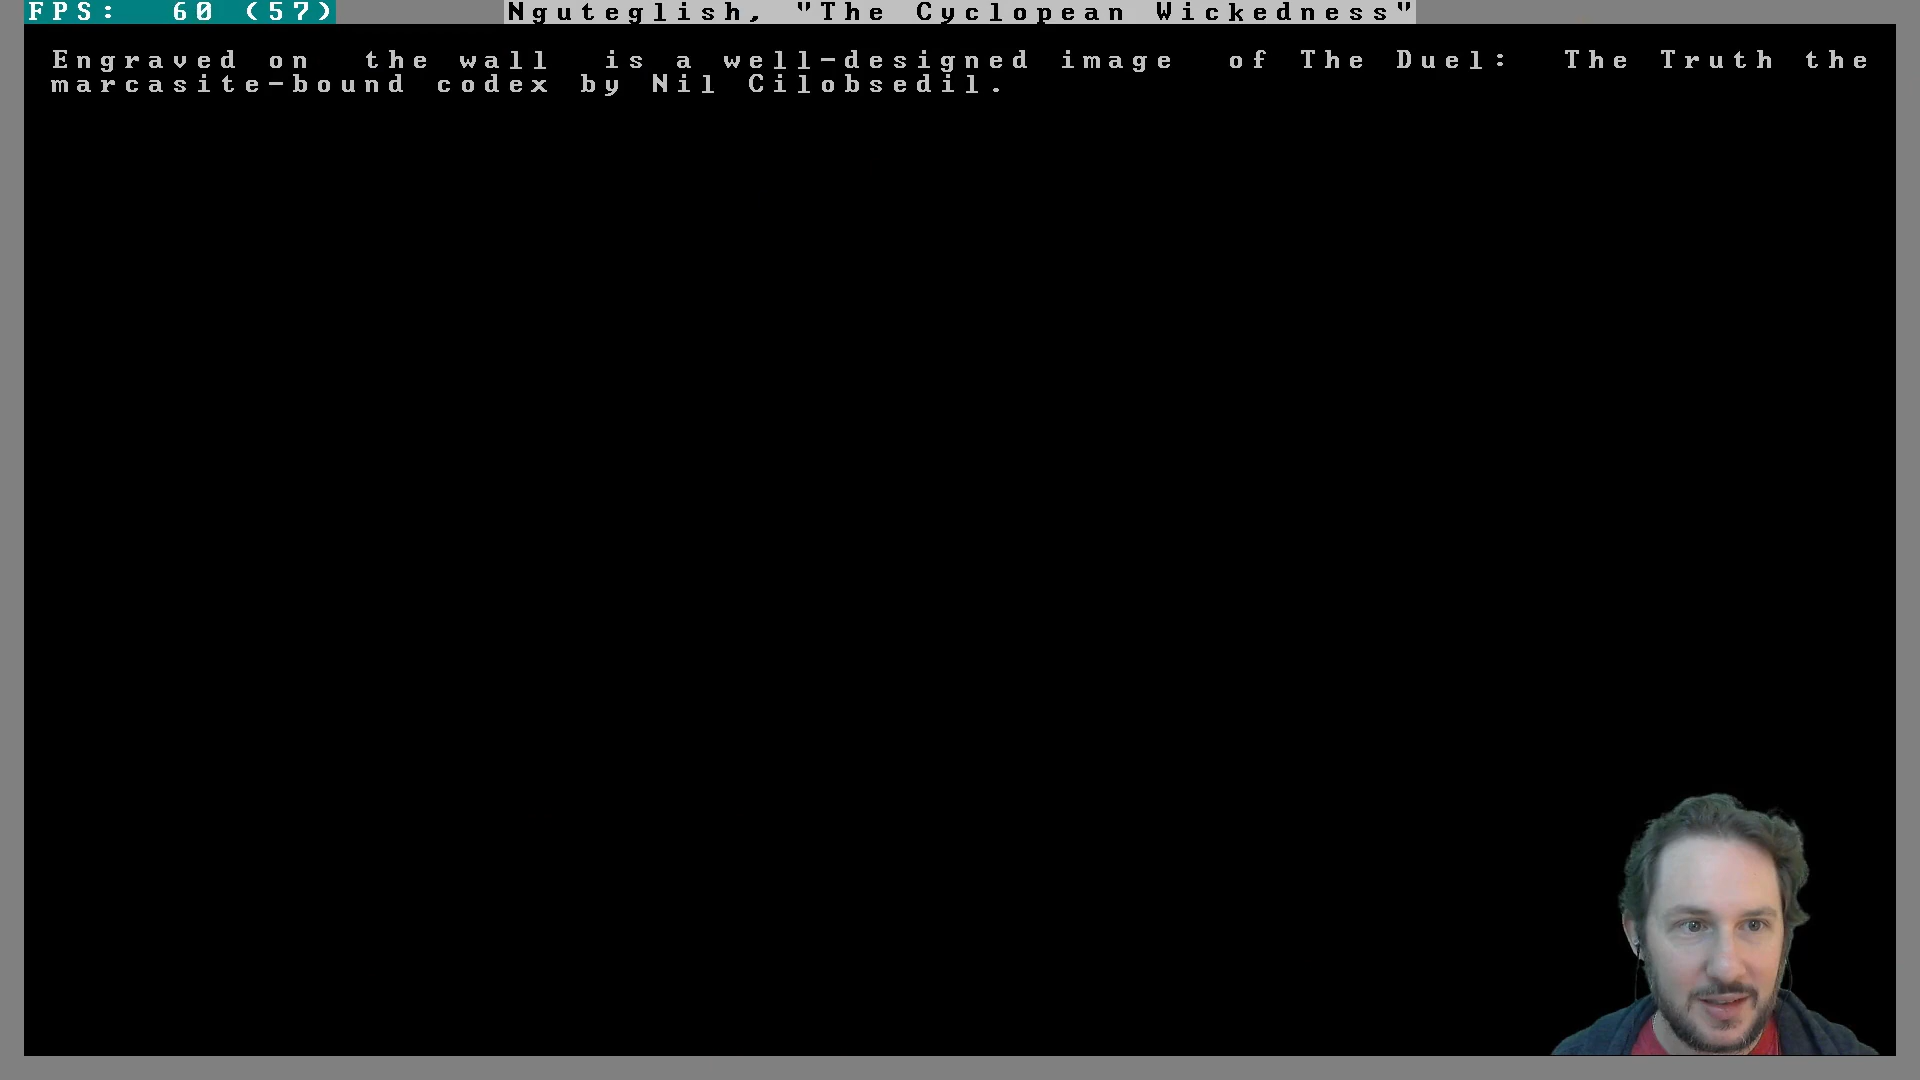 FPS: 60 (57)
Nguteglish, "The Cyclopean Wickedness"
Engraved on the wall is a well-designed image of The Duel: The Truth the
marcasite-bound codex by Nil Cilobsedil.